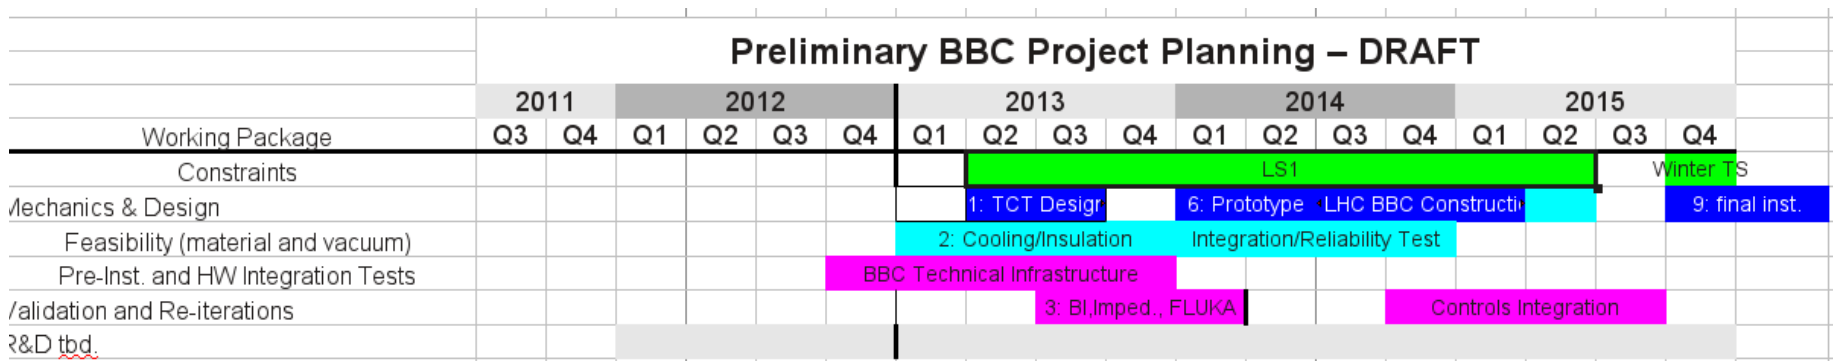 Preliminary BBC Project Planning – DRAFT
2011 2012 2013 2014 2015
Working Package Q3 Q4 Q1 Q2 Q3 Q4 Q1 Q2 Q3 Q4 Q1 Q2 Q3 Q4 Q1 Q2 Q3 Q4
Constraints LS1 Winter TS
Mechanics & Design 1: TCT Design 6: Prototype LHC BBC Constructi 9: final inst.
Feasibility (material and vacuum) 2: Cooling/Insulation Integration/Reliability Test
Pre-Inst. and HW Integration Tests BBC Technical Infrastructure
Validation and Re-iterations 3: BI,Imped., FLUKA Controls Integration
R&D tbd.